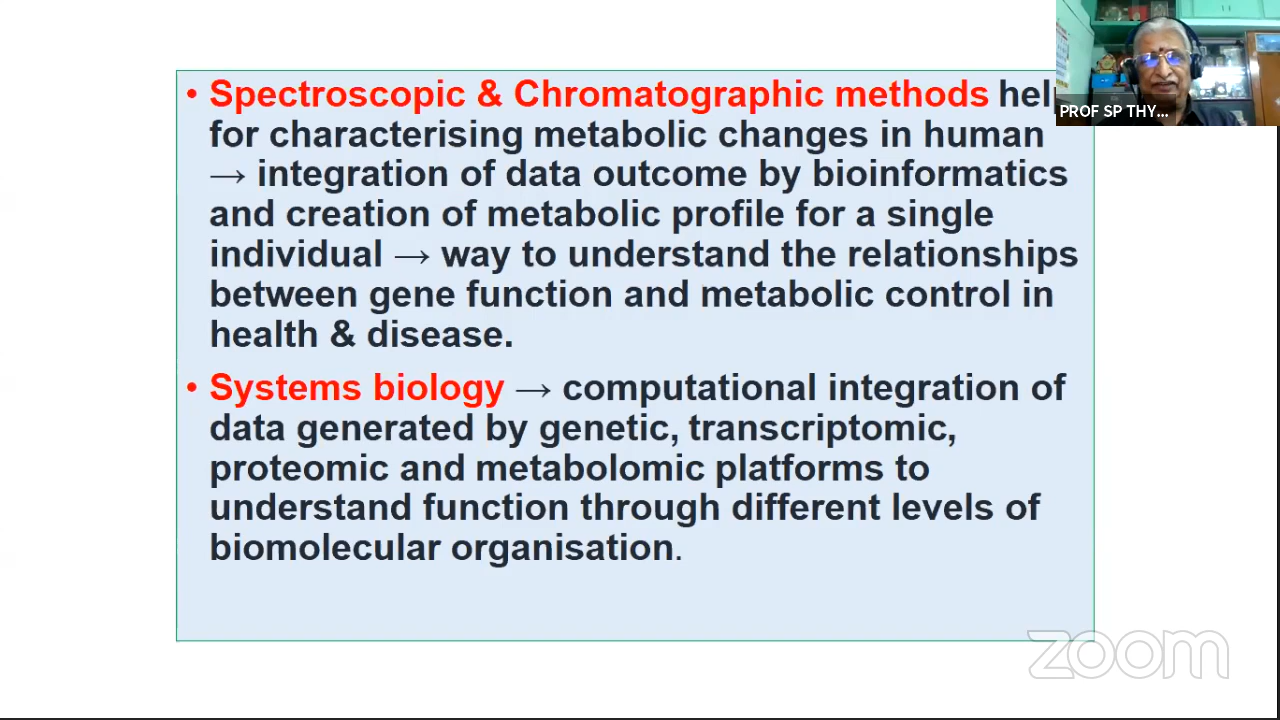 • Spectroscopic & Chromatographic methods hel
for characterising metabolic changes in human
→ integration of data outcome by bioinformatics
and creation of metabolic profile for a single
individual → way to understand the relationships
between gene function and metabolic control in
health & disease.
• Systems biology → computational integration of
data generated by genetic, transcriptomic,
proteomic and metabolomic platforms to
understand function through different levels of
biomolecular organisation.
PROF SP THY...
zoom